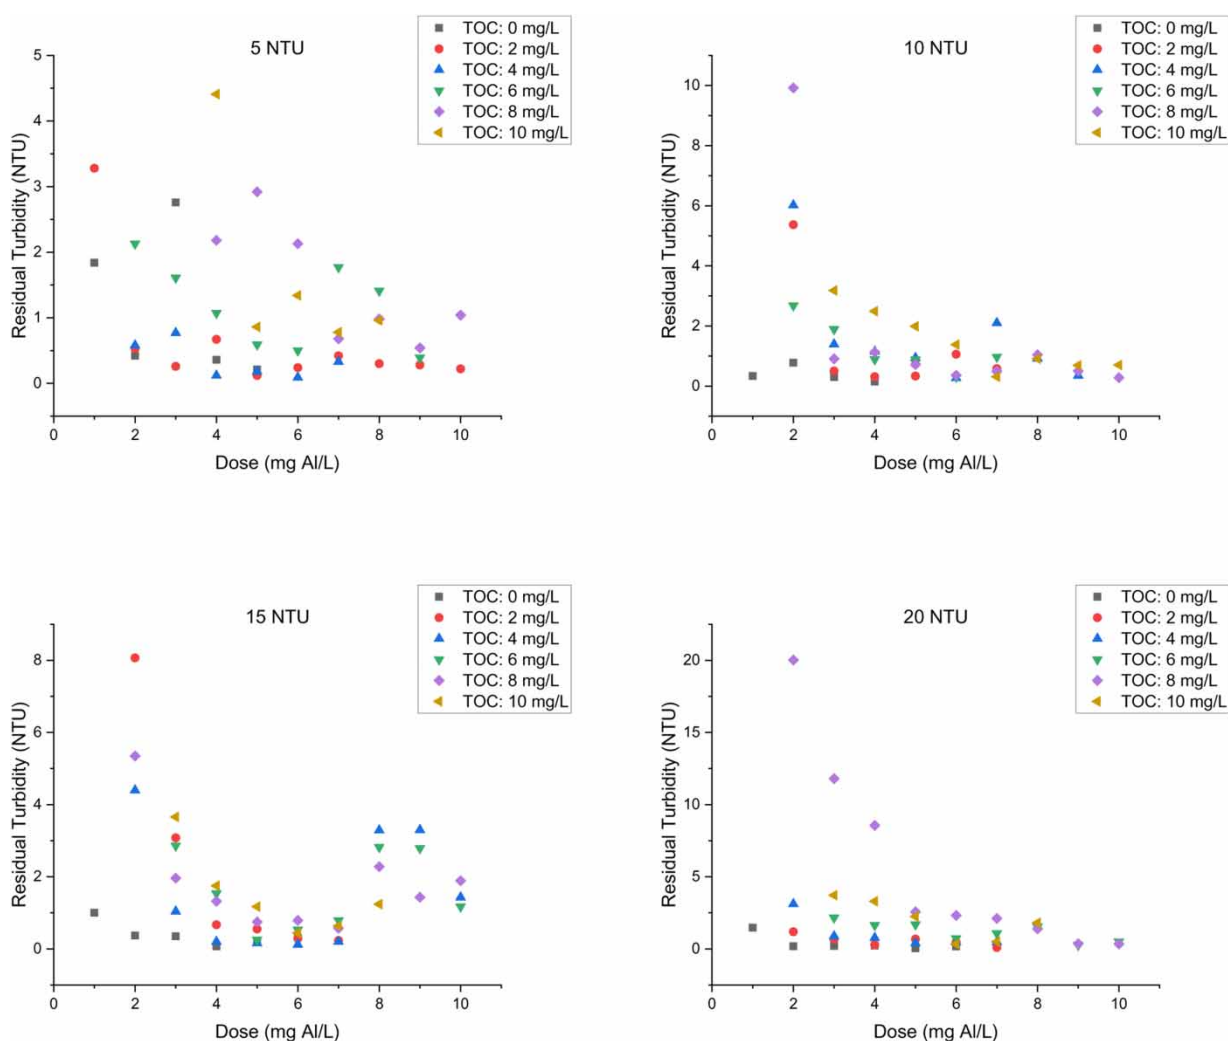 5 NTU
TOC: 0 mg/L
TOC: 2 mg/L
TOC: 4 mg/L
TOC: 6 mg/L
TOC: 8 mg/L
TOC: 10 mg/L
Residual Turbidity (NTU)
5
4
3
2
1
0
0 2 4 6 8 10
Dose (mg Al/L)
10 NTU
TOC: 0 mg/L
TOC: 2 mg/L
TOC: 4 mg/L
TOC: 6 mg/L
TOC: 8 mg/L
TOC: 10 mg/L
Residual Turbidity (NTU)
10
8
6
4
2
0
0 2 4 6 8 10
Dose (mg Al/L)
15 NTU
TOC: 0 mg/L
TOC: 2 mg/L
TOC: 4 mg/L
TOC: 6 mg/L
TOC: 8 mg/L
TOC: 10 mg/L
Residual Turbidity (NTU)
8
6
4
2
0
0 2 4 6 8 10
Dose (mg Al/L)
20 NTU
TOC: 0 mg/L
TOC: 2 mg/L
TOC: 4 mg/L
TOC: 6 mg/L
TOC: 8 mg/L
TOC: 10 mg/L
Residual Turbidity (NTU)
20
15
10
5
0
0 2 4 6 8 10
Dose (mg Al/L)